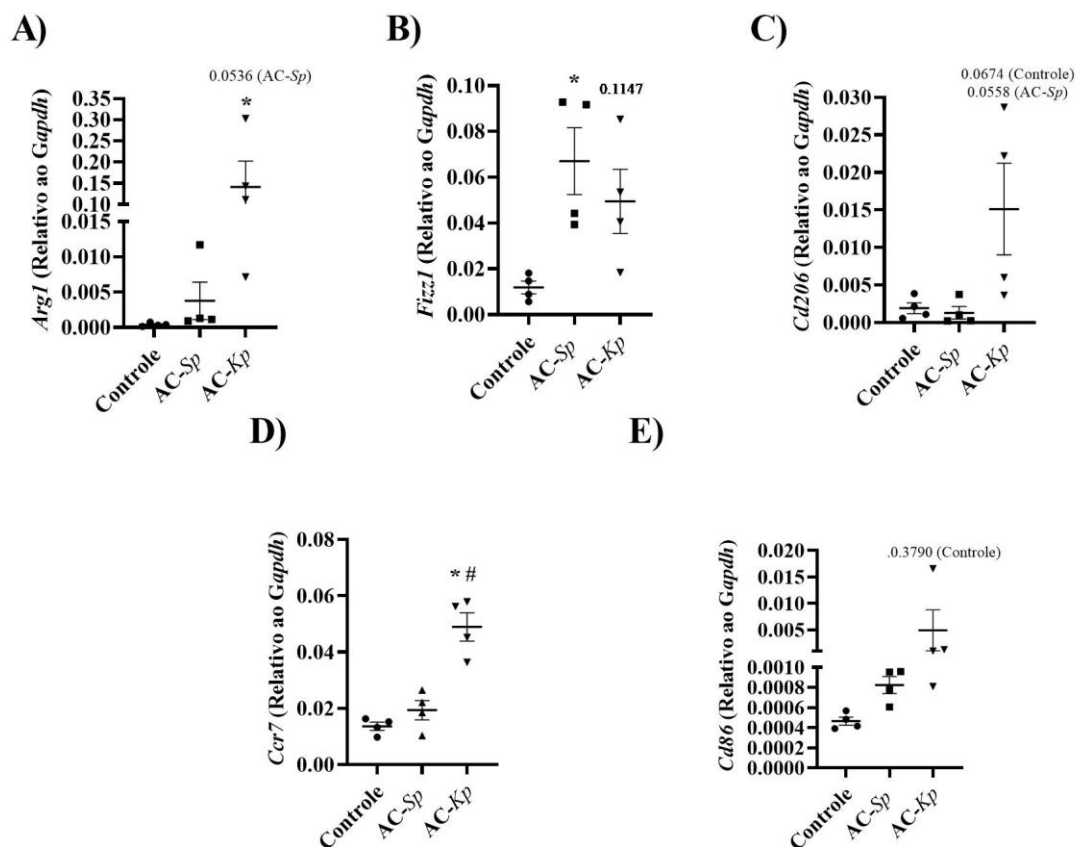 A)
0.0536 (AC-Sp)
*
Arg1 (Relativo ao Gapdh)
0.35
0.30
0.25
0.20
0.15
0.10
0.015
0.010
0.005
0.000
Controle
AC-Sp
AC-Kp
B)
*
0.1147
Fizz1 (Relativo ao Gapdh)
0.10
0.08
0.06
0.04
0.02
0.00
Controle
AC-Sp
AC-Kp
C)
0.0674 (Controle)
0.0558 (AC-Sp)
Cd206 (Relativo ao Gapdh)
0.030
0.025
0.020
0.015
0.010
0.005
0.000
Controle
AC-Sp
AC-Kp
D)
* #
Ccr7 (Relativo ao Gapdh)
0.08
0.06
0.04
0.02
0.00
Controle
AC-Sp
AC-Kp
E)
.0.3790 (Controle)
Cd86 (Relativo ao Gapdh)
0.020
0.015
0.010
0.005
0.0010
0.0008
0.0006
0.0004
0.0002
0.0000
Controle
AC-Sp
AC-Kp